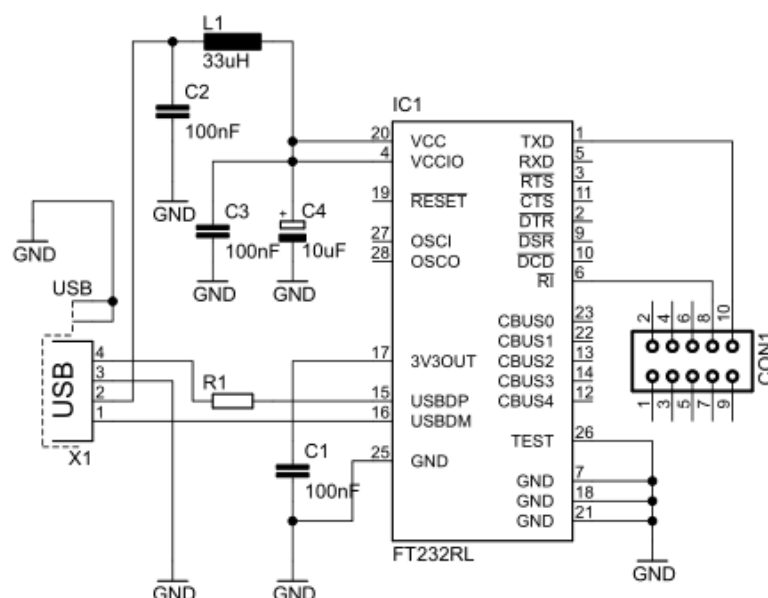 L1
33uH
C2
100nF
GND
C3
100nF
GND
C4
+
10uF
GND
GND
USB
USB
4
3
2
1
X1
GND
R1
C1
100nF
GND
IC1
20 VCC
4 VCCIO
19 RESET
27 OSCI
28 OSCO
17 3V3OUT
15 USBDP
16 USBDM
25 GND
TXD 1
RXD 5
RTS 3
CTS 11
DTR 2
DSR 9
DCD 10
RI 6
CBUS0 23
CBUS1 22
CBUS2 13
CBUS3 14
CBUS4 12
TEST 26
GND 7
GND 18
GND 21
FT232RL
GND
2 4 6 8 10
1 3 5 7 9
CON1